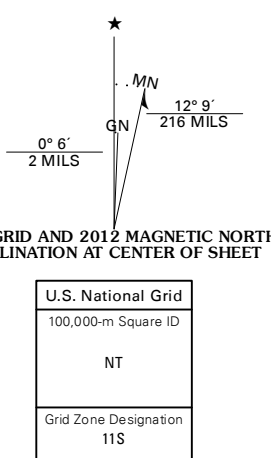 ★
MN
GN
12° 9´
216 MILS
0° 6´
2 MILS
GRID AND 2012 MAGNETIC NORTH
LINATION AT CENTER OF SHEET
U.S. National Grid
100,000-m Square ID
NT
Grid Zone Designation
11S